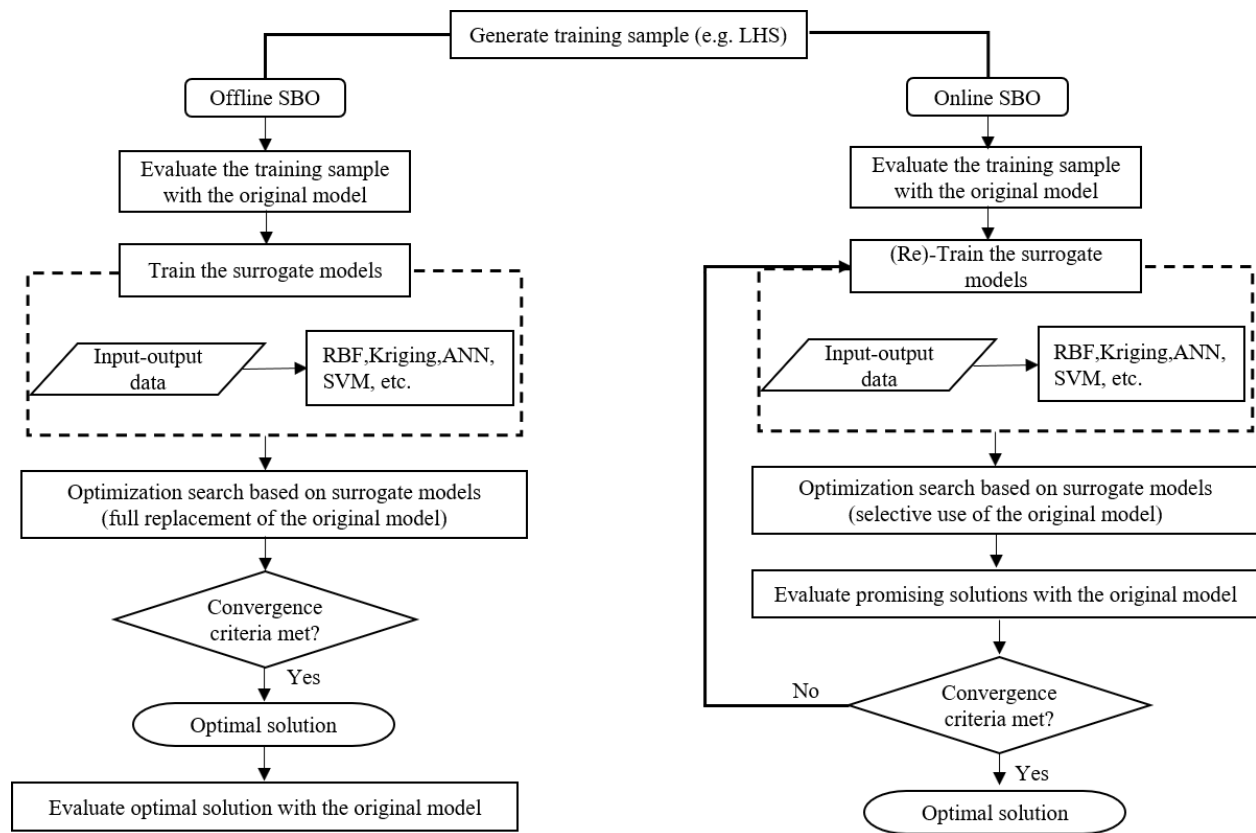 Generate training sample (e.g. LHS)
Offline SBO
Evaluate the training sample
with the original model
Train the surrogate models
Input-output
data
RBF,Kriging,ANN,
SVM, etc.
Optimization search based on surrogate models
(full replacement of the original model)
Convergence
criteria met?
Yes
Optimal solution
Evaluate optimal solution with the original model
Online SBO
Evaluate the training sample
with the original model
(Re)-Train the surrogate
models
Input-output
data
RBF,Kriging,ANN,
SVM, etc.
Optimization search based on surrogate models
(selective use of the original model)
Evaluate promising solutions with the original model
No
Convergence
criteria met?
Yes
Optimal solution